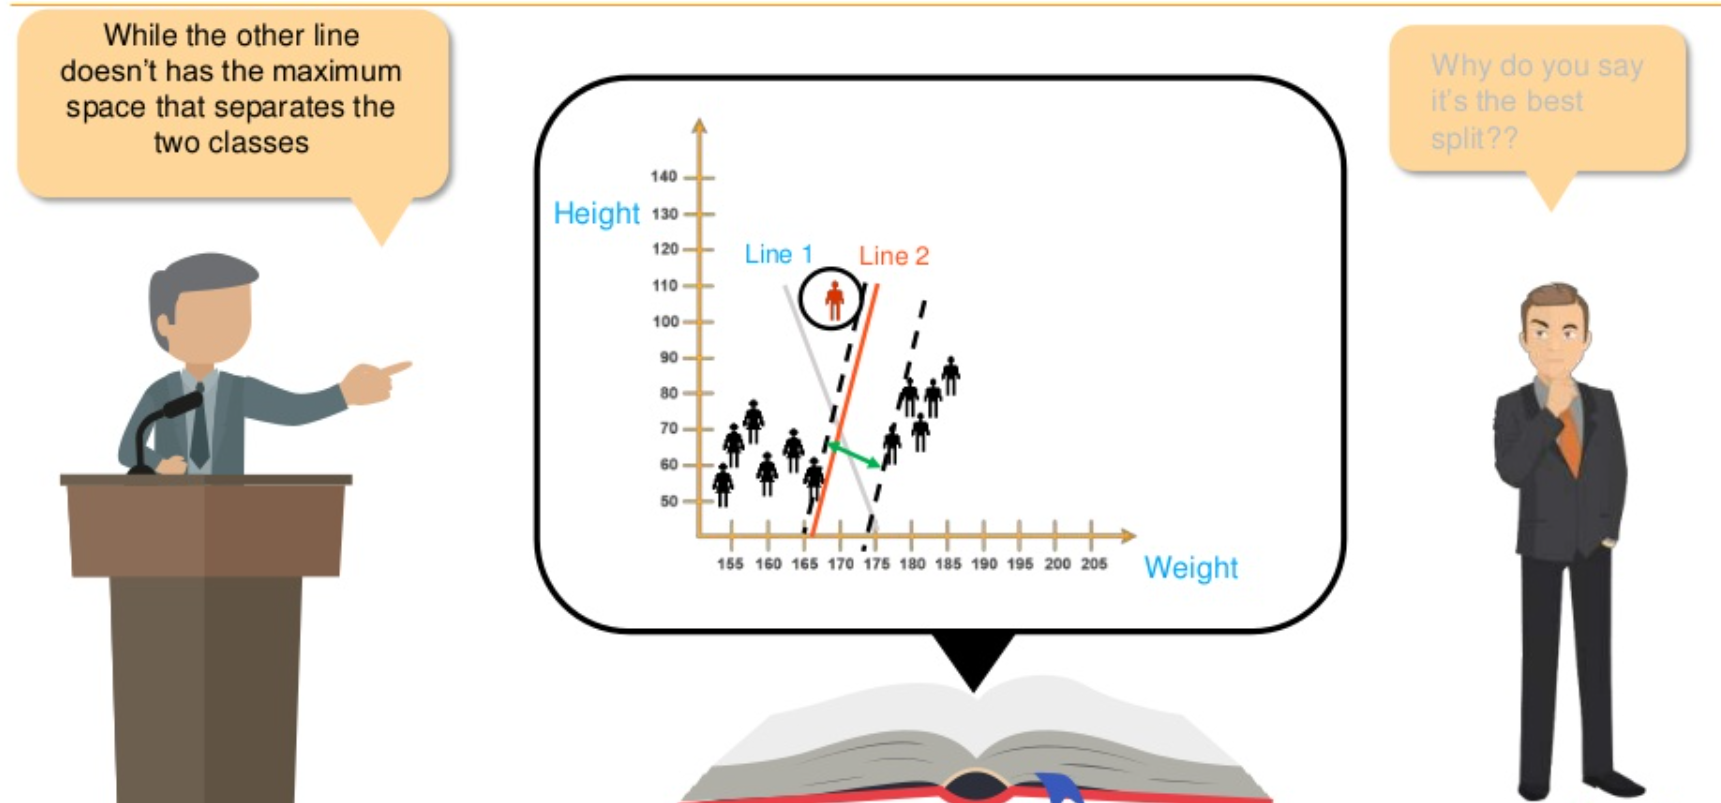 While the other line
doesn't has the maximum
space that separates the
two classes
Why do you say
it's the best
split??
Height
Line 1
Line 2
140
130
120
110
100
90
80
70
60
50
155 160 165 170 175 180 185 190 195 200 205
Weight